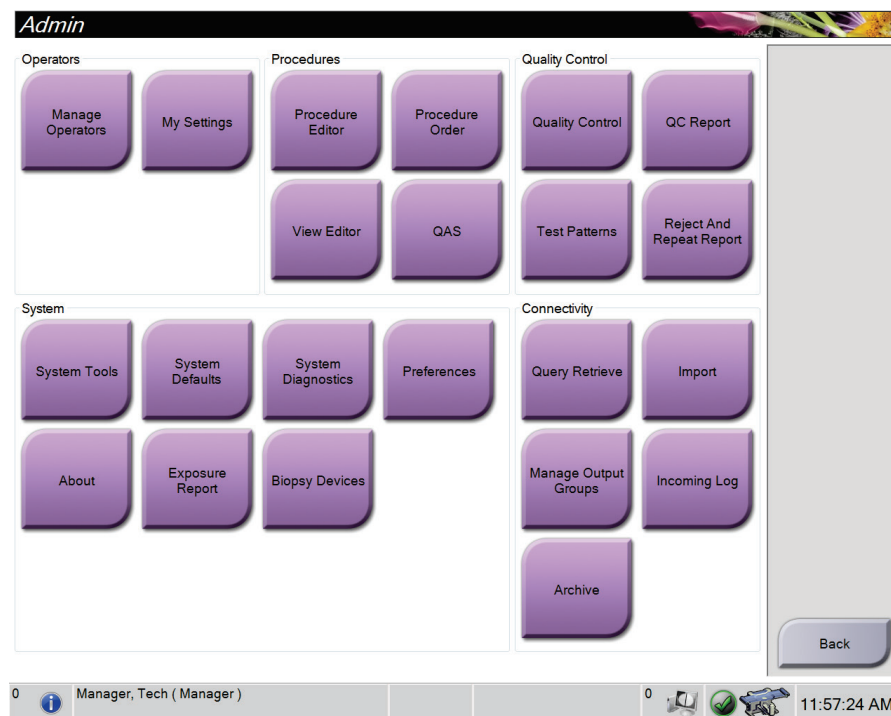 Admin
Operators
Manage
Operators
My Settings
Procedures
Procedure
Editor
Procedure
Order
View Editor
QAS
Quality Control
Quality Control
QC Report
Test Patterns
Reject And
Repeat Report
System
System Tools
System
Defaults
System
Diagnostics
Preferences
About
Exposure
Report
Biopsy Devices
Connectivity
Query Retrieve
Import
Manage Output
Groups
Incoming Log
Archive
Back
0
Manager, Tech ( Manager )
0
11:57:24 AM